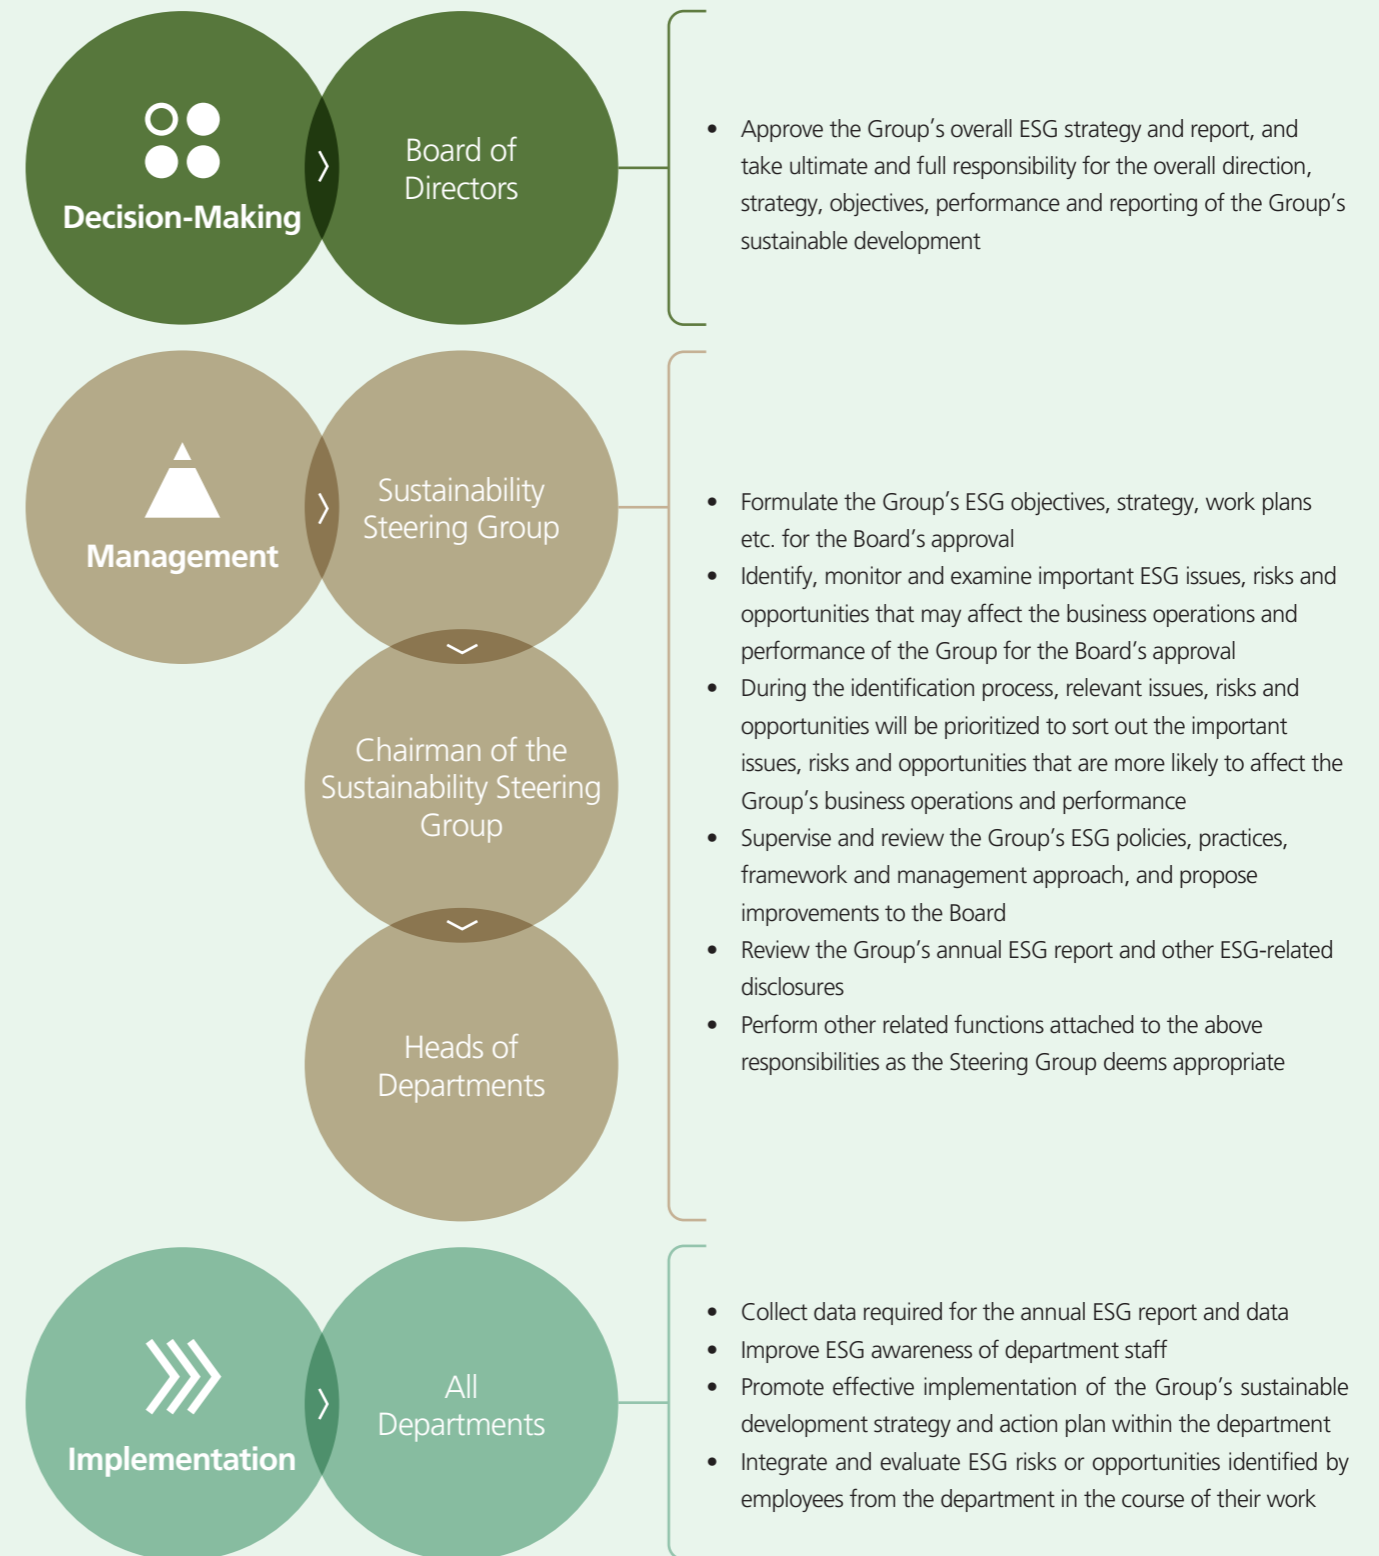 Decision-Making
Board of
Directors
• Approve the Group’s overall ESG strategy and report, and
take ultimate and full responsibility for the overall direction,
strategy, objectives, performance and reporting of the Group’s
sustainable development
Management
Sustainability
Steering Group
Chairman of the
Sustainability Steering
Group
Heads of
Departments
• Formulate the Group’s ESG objectives, strategy, work plans
etc. for the Board’s approval
• Identify, monitor and examine important ESG issues, risks and
opportunities that may affect the business operations and
performance of the Group for the Board’s approval
• During the identification process, relevant issues, risks and
opportunities will be prioritized to sort out the important
issues, risks and opportunities that are more likely to affect the
Group’s business operations and performance
• Supervise and review the Group’s ESG policies, practices,
framework and management approach, and propose
improvements to the Board
• Review the Group’s annual ESG report and other ESG-related
disclosures
• Perform other related functions attached to the above
responsibilities as the Steering Group deems appropriate
Implementation
All
Departments
• Collect data required for the annual ESG report and data
• Improve ESG awareness of department staff
• Promote effective implementation of the Group’s sustainable
development strategy and action plan within the department
• Integrate and evaluate ESG risks or opportunities identified by
employees from the department in the course of their work